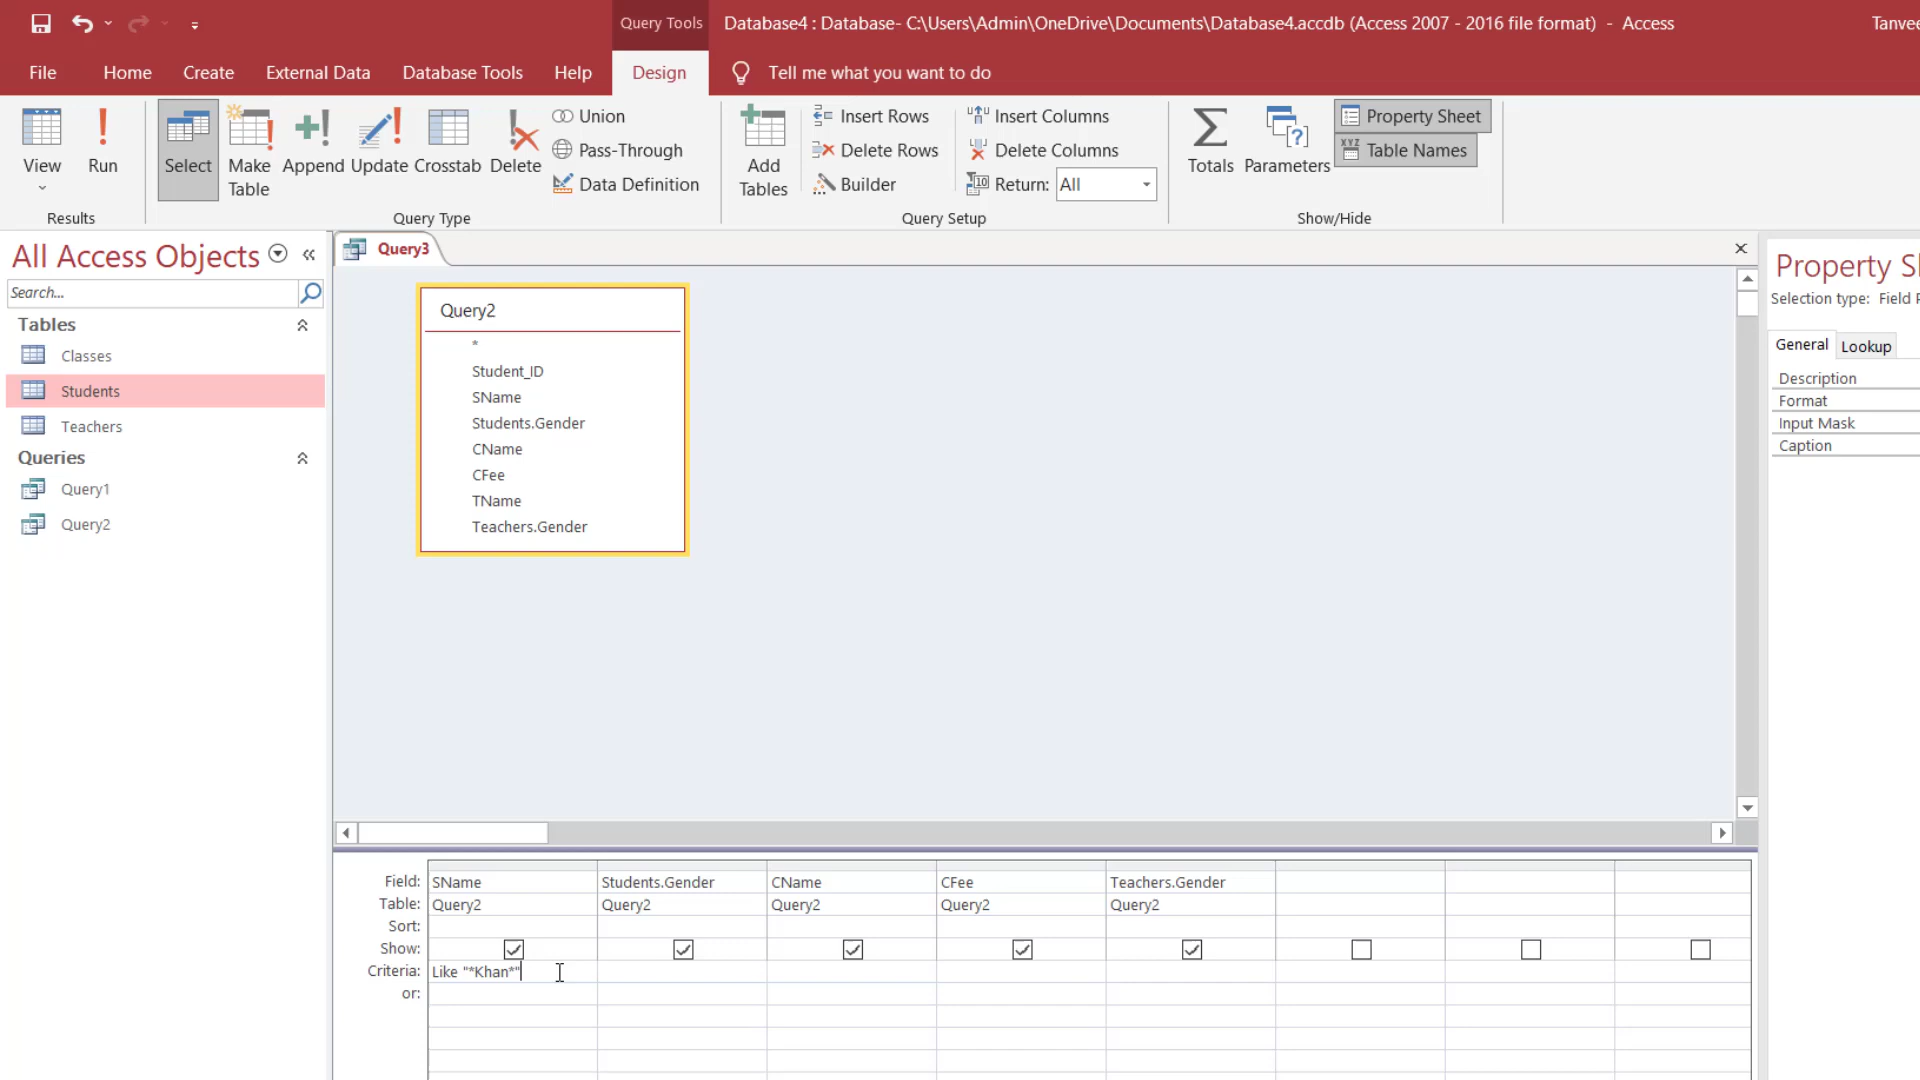 Query Tools
Database4 : Database- C:\Users\Admin\OneDrive\Documents\Database4.accdb (Access 2007 - 2016 file format) - Access
File
Home
Create
External Data
Database Tools
Help
Design
Tell me what you want to do
View
Run
Results
Select
Make
Table
Append
Update
Crosstab
Delete
Union
Pass-Through
Data Definition
Query Type
Add
Tables
Insert Rows
Delete Rows
Builder
Insert Columns
Delete Columns
Return: All
Query Setup
Totals
Parameters
Property Sheet
XYZ
Table Names
Show/Hide
All Access Objects
Search...
Tables
Classes
Students
Teachers
Queries
Query1
Query2
Query3
Query2
*
Student_ID
SName
Students.Gender
CName
CFee
TName
Teachers.Gender
Property S
Selection type: Field
General
Lookup
Description
Format
Input Mask
Caption
Field: SName Students.Gender CName CFee Teachers.Gender
Table: Query2 Query2 Query2 Query2 Query2
Sort:
Show:
Criteria: Like "*Khan*"
or: